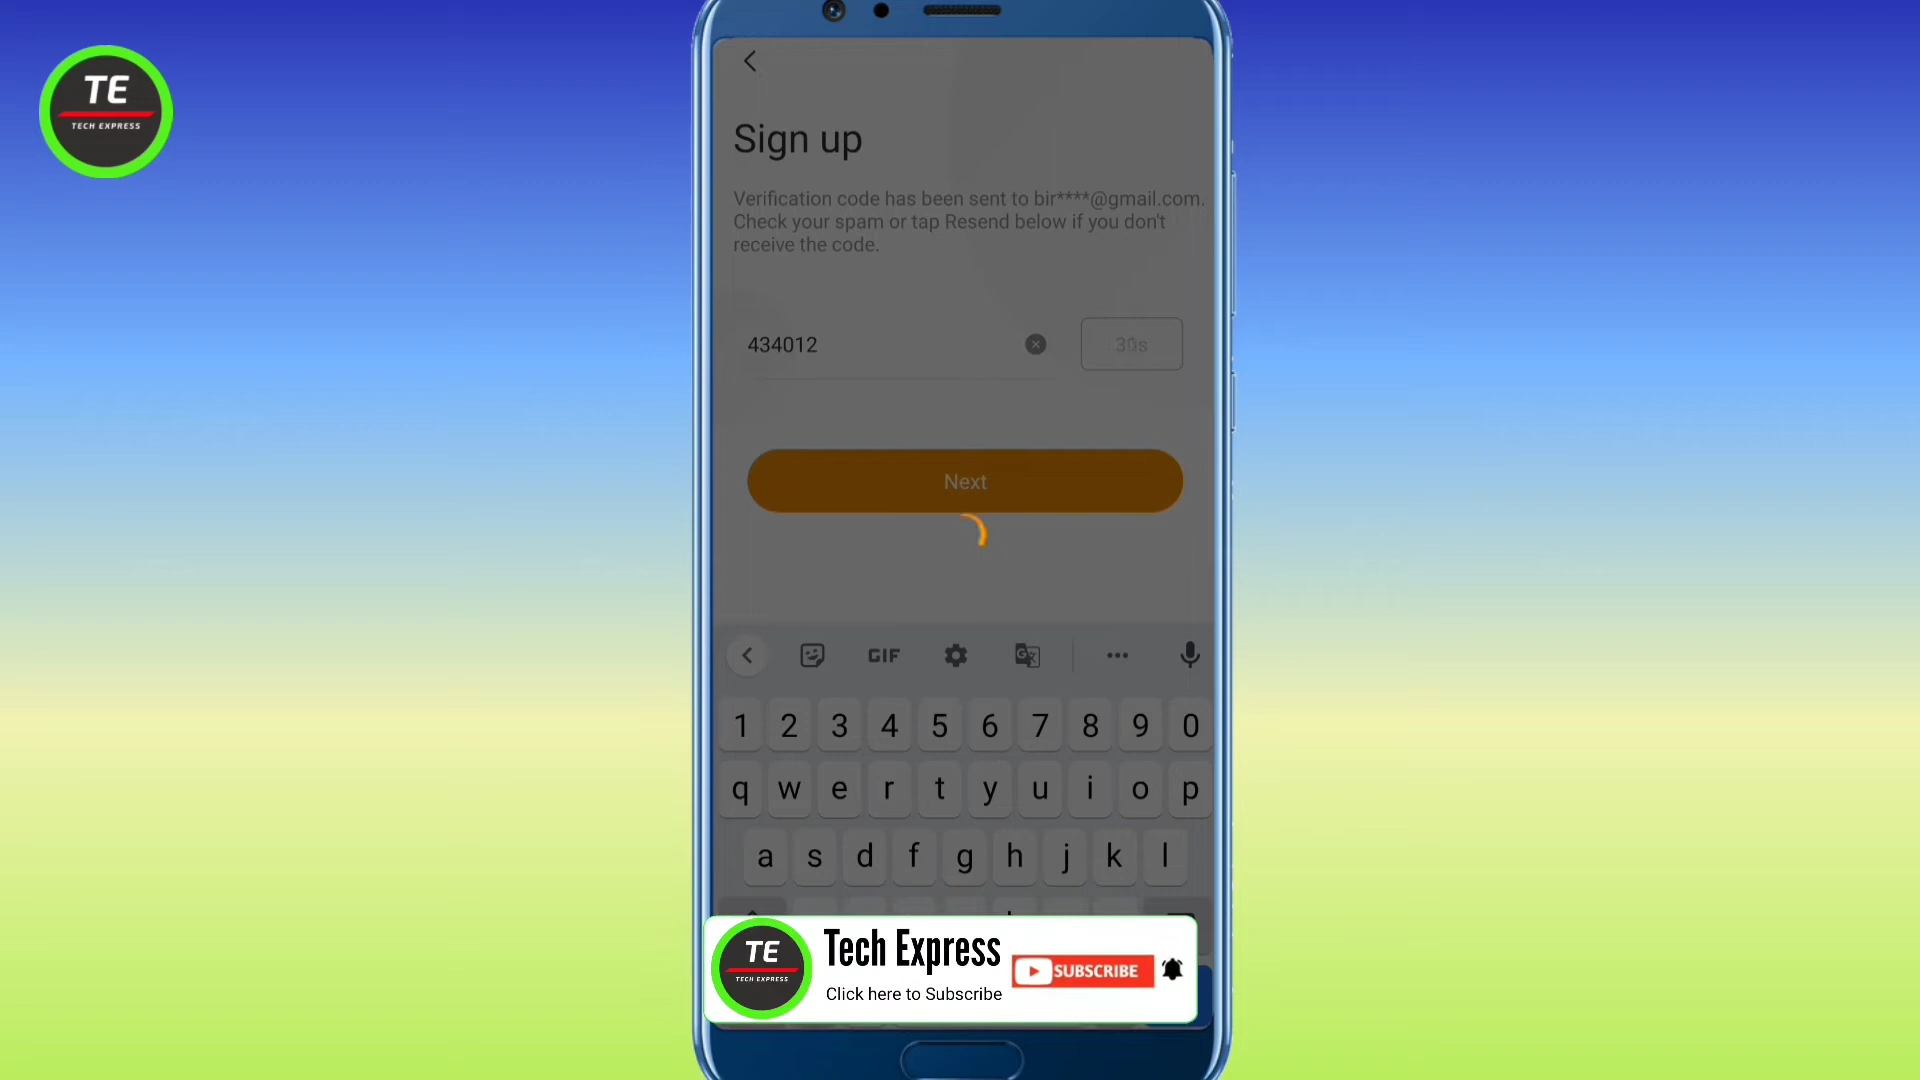 TE
TECH EXPRESS
Sign up
Verification code has been sent to bir****@gmail.com.
Check your spam or tap Resend below if you don't
receive the code.
434012
Next
GIF
1 2 3 4 5 6 7 8 9 0
q w e r t y u i o p
a s d f g h j k l
TE
TECH EXPRESS
Tech Express
Click here to Subscribe
SUBSCRIBE